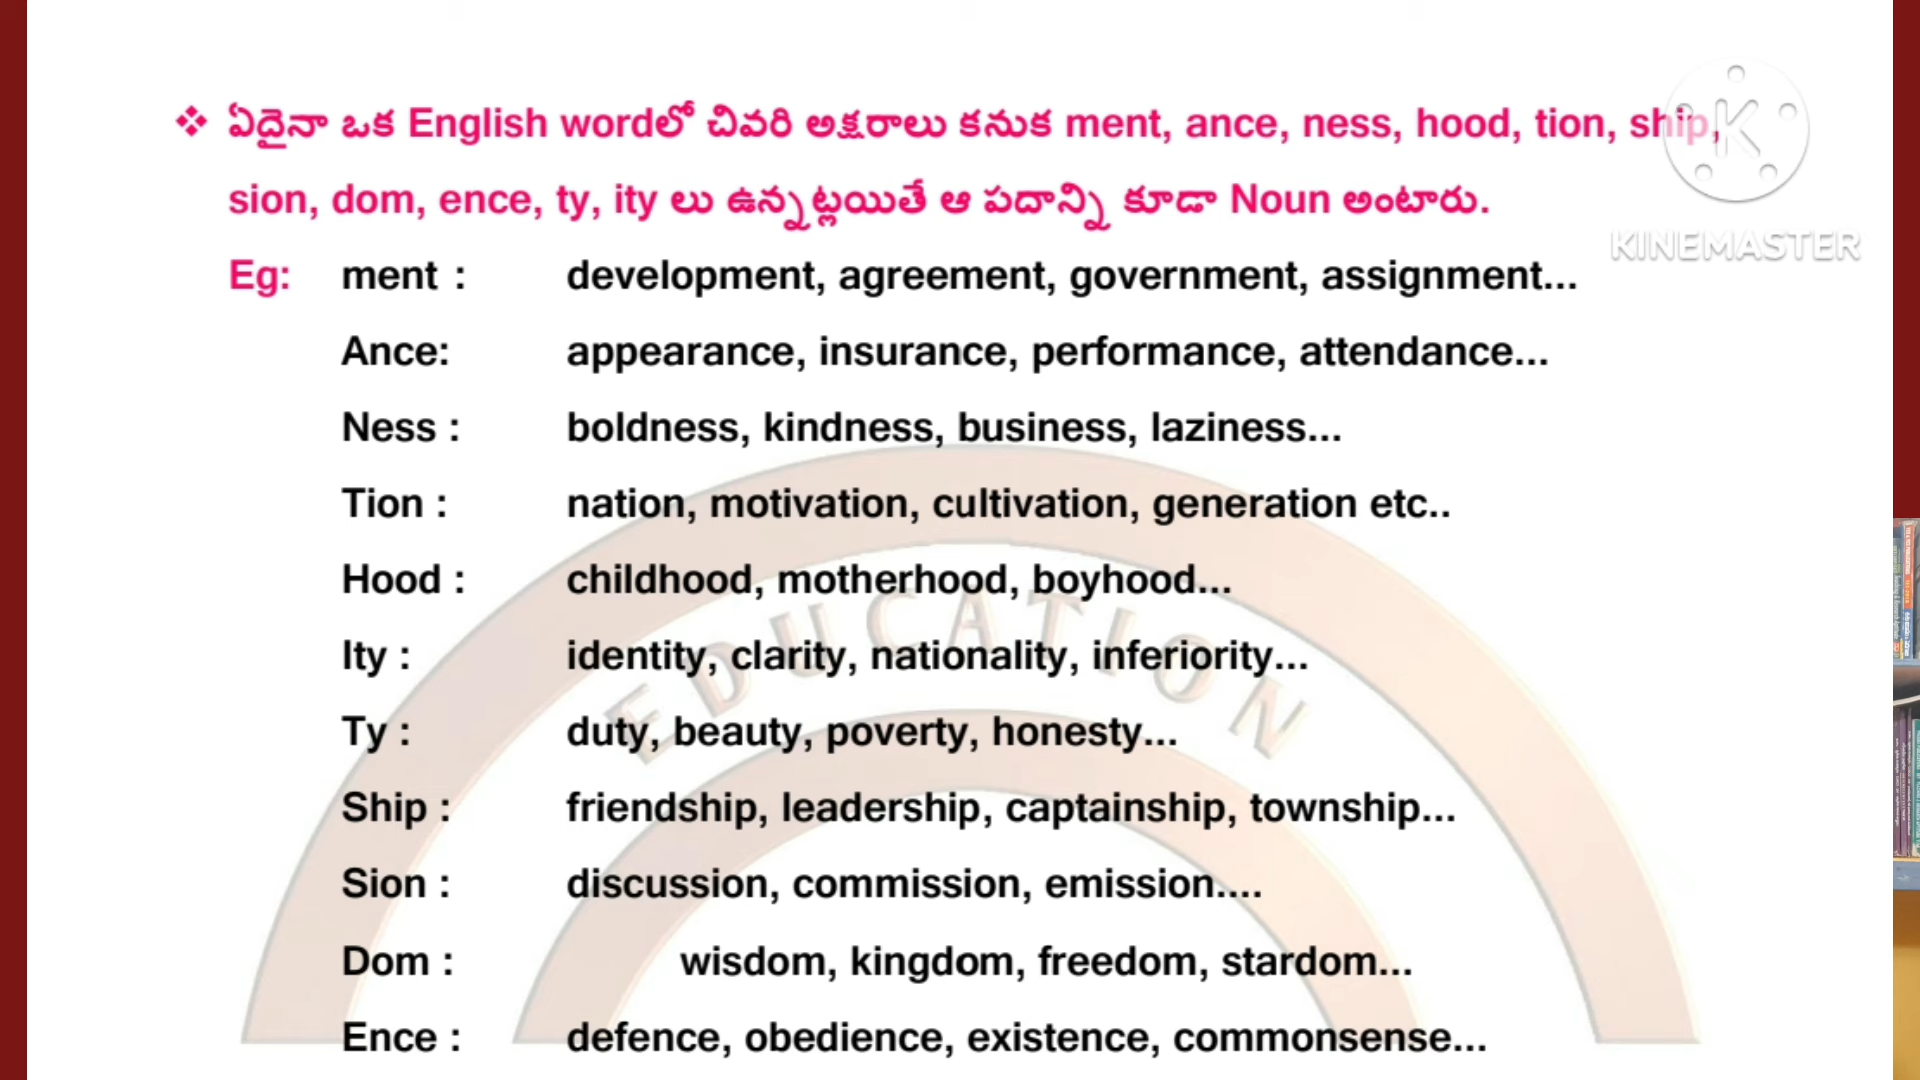 ❖ ఏదైనా ఒక English wordలో చివరి అక్షరాలు కనుక ment, ance, ness, hood, tion, ship,
sion, dom, ence, ty, ity లు ఉన్నట్లయితే ఆ పదాన్ని కూడా Noun అంటారు.
KINEMASTER
Eg: ment : development, agreement, government, assignment...
Ance: appearance, insurance, performance, attendance...
Ness : boldness, kindness, business, laziness...
Tion : nation, motivation, cultivation, generation etc..
Hood : childhood, motherhood, boyhood...
EDUCATION
Ity : identity, clarity, nationality, inferiority...
Ty : duty, beauty, poverty, honesty...
Ship : friendship, leadership, captainship, township...
Sion : discussion, commission, emission....
Dom : wisdom, kingdom, freedom, stardom...
Ence : defence, obedience, existence, commonsense...